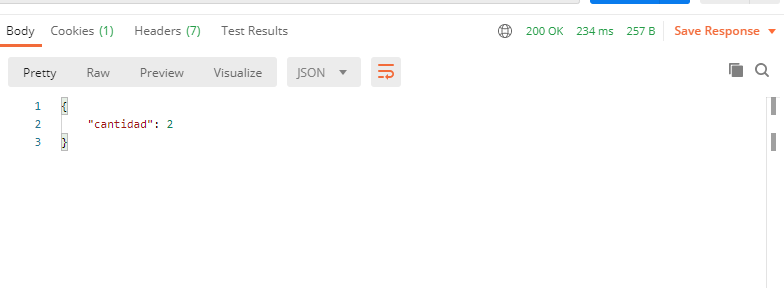 Body Cookies (1) Headers (7) Test Results 200 OK 234 ms 257 B Save Response
Pretty Raw Preview Visualize JSON
1 {
2 "cantidad": 2
3 }